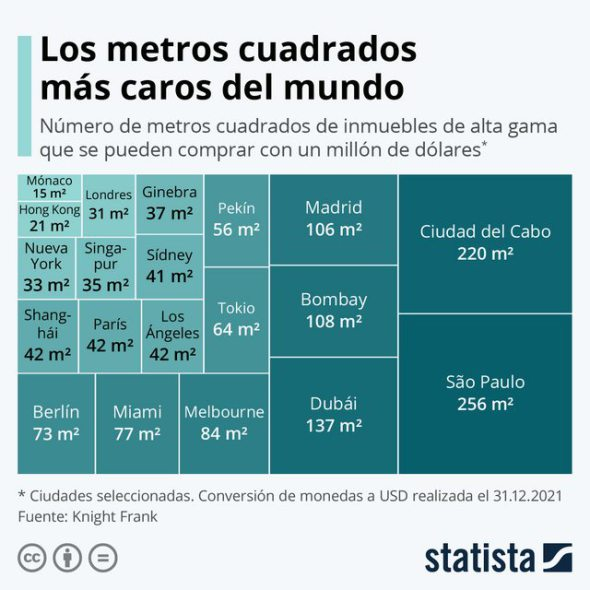 Los metros cuadrados
más caros del mundo
Número de metros cuadrados de inmuebles de alta gama
que se pueden comprar con un millón de dólares*
Mónaco
15 m²
Hong Kong
21 m²
Londres
31 m²
Ginebra
37 m²
Nueva
York
33 m²
Singa-
pur
35 m²
Sídney
41 m²
Shang-
hái
42 m²
París
42 m²
Los
Ángeles
42 m²
Pekín
56 m²
Tokio
64 m²
Berlín
73 m²
Miami
77 m²
Melbourne
84 m²
Madrid
106 m²
Bombay
108 m²
Dubái
137 m²
Ciudad del Cabo
220 m²
São Paulo
256 m²
* Ciudades seleccionadas. Conversión de monedas a USD realizada el 31.12.2021
Fuente: Knight Frank
cc
statista